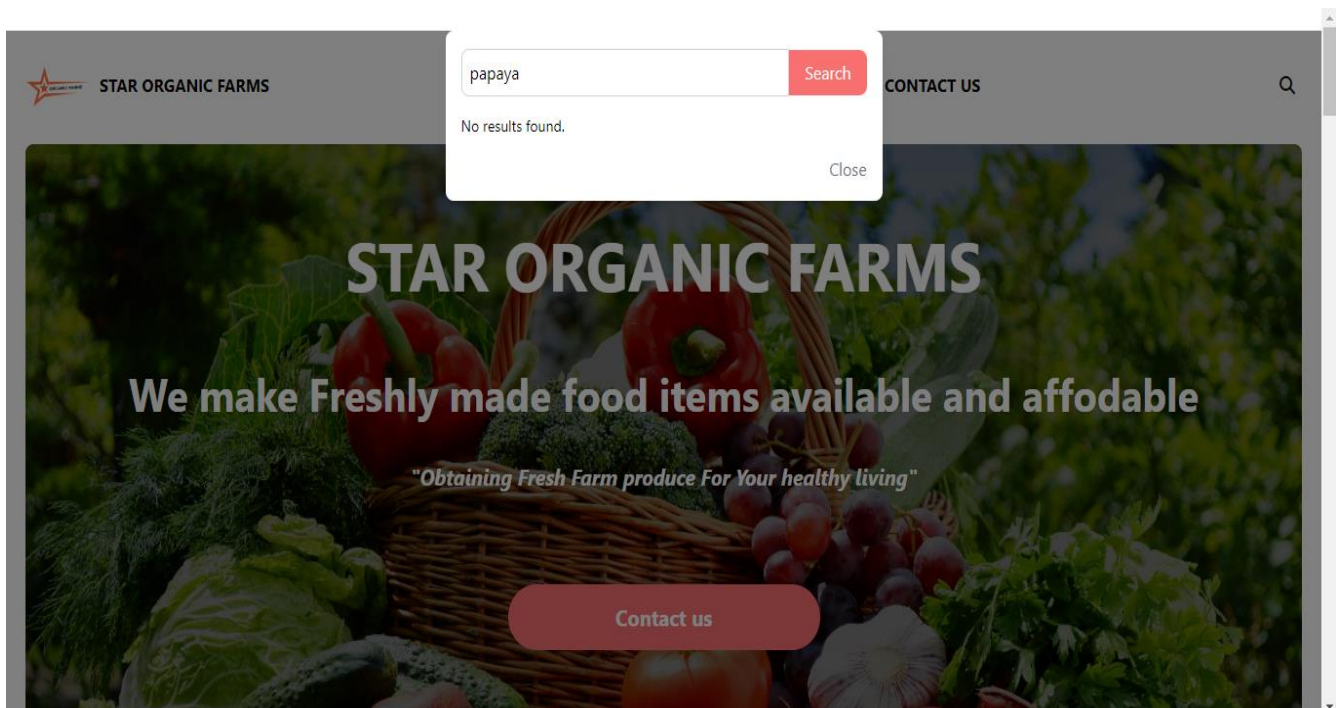 papaya
Search
No results found.
Close
STAR ORGANIC FARMS
CONTACT US
STAR ORGANIC FARMS
We make Freshly made food items available and affodable
"Obtaining Fresh Farm produce For Your healthy living"
Contact us